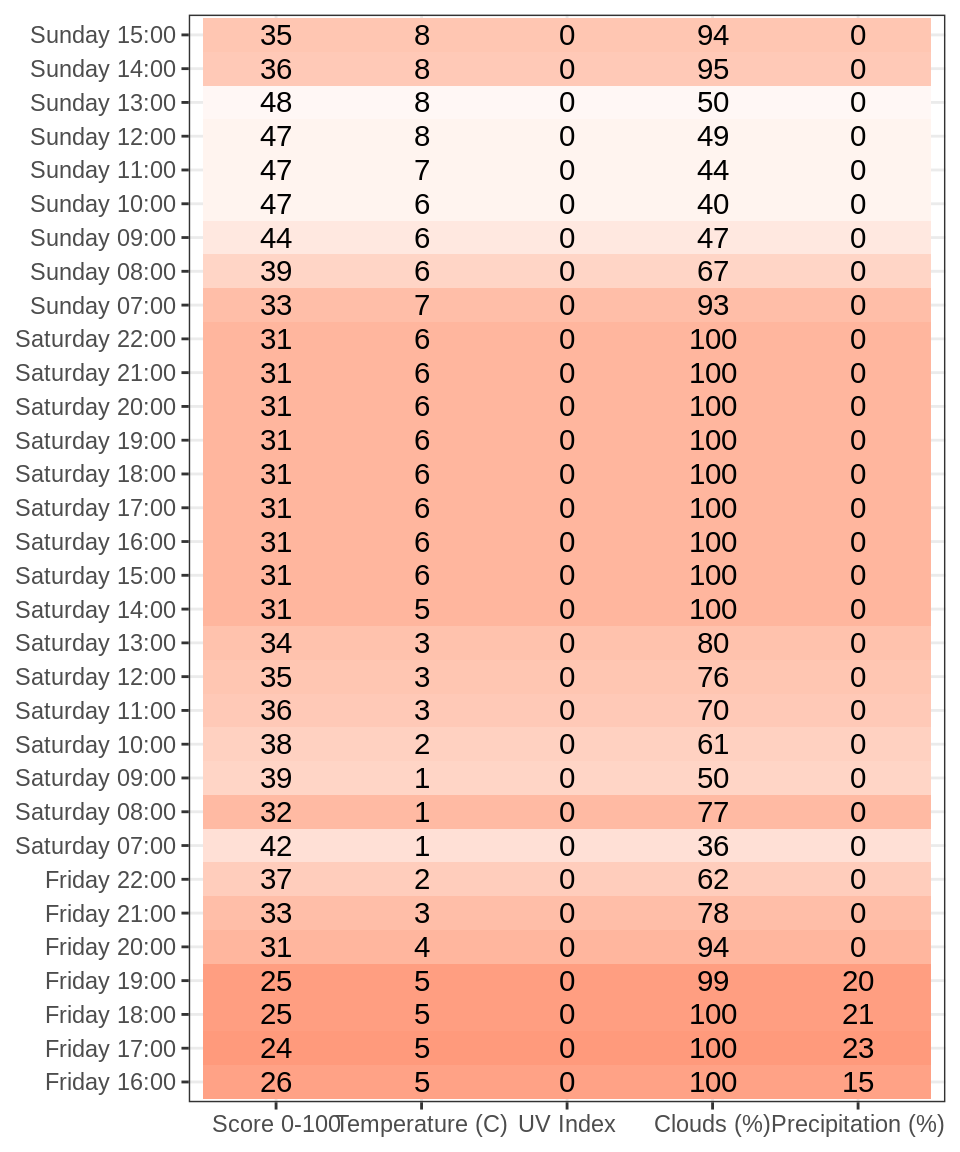 Sunday 15:00 35 8 0 94 0
Sunday 14:00 36 8 0 95 0
Sunday 13:00 48 8 0 50 0
Sunday 12:00 47 8 0 49 0
Sunday 11:00 47 7 0 44 0
Sunday 10:00 47 6 0 40 0
Sunday 09:00 44 6 0 47 0
Sunday 08:00 39 6 0 67 0
Sunday 07:00 33 7 0 93 0
Saturday 22:00 31 6 0 100 0
Saturday 21:00 31 6 0 100 0
Saturday 20:00 31 6 0 100 0
Saturday 19:00 31 6 0 100 0
Saturday 18:00 31 6 0 100 0
Saturday 17:00 31 6 0 100 0
Saturday 16:00 31 6 0 100 0
Saturday 15:00 31 6 0 100 0
Saturday 14:00 31 5 0 100 0
Saturday 13:00 34 3 0 80 0
Saturday 12:00 35 3 0 76 0
Saturday 11:00 36 3 0 70 0
Saturday 10:00 38 2 0 61 0
Saturday 09:00 39 1 0 50 0
Saturday 08:00 32 1 0 77 0
Saturday 07:00 42 1 0 36 0
Friday 22:00 37 2 0 62 0
Friday 21:00 33 3 0 78 0
Friday 20:00 31 4 0 94 0
Friday 19:00 25 5 0 99 20
Friday 18:00 25 5 0 100 21
Friday 17:00 24 5 0 100 23
Friday 16:00 26 5 0 100 15
Score 0-100 Temperature (C) UV Index Clouds (%) Precipitation (%)